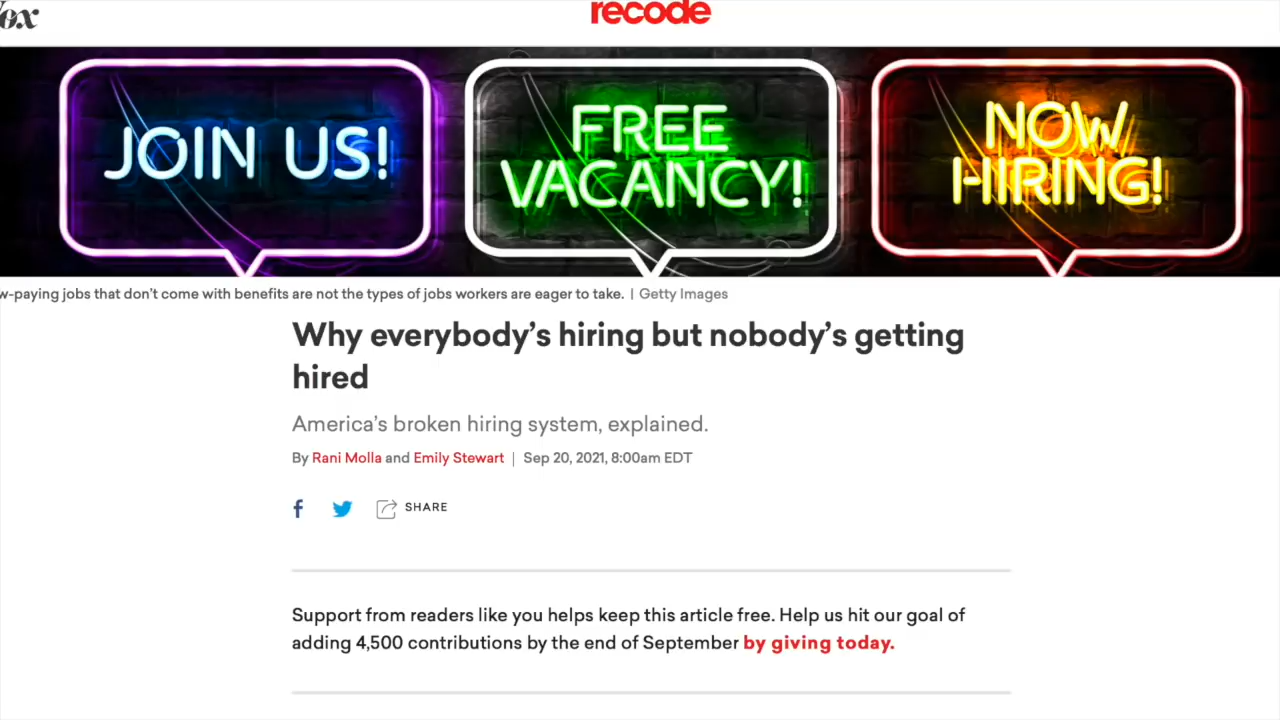 recode
JOIN US!
FREE
VACANCY!
NOW
HIRING!
jobs that don't come with benefits are not the types of jobs workers are eager to take. | Getty Images
Why everybody's hiring but nobody's getting
hired
America's broken hiring system, explained.
By Rani Molla and Emily Stewart | Sep 20, 2021, 8:00am EDT
SHARE
Support from readers like you helps keep this article free. Help us hit our goal of
adding 4,500 contributions by the end of September by giving today.